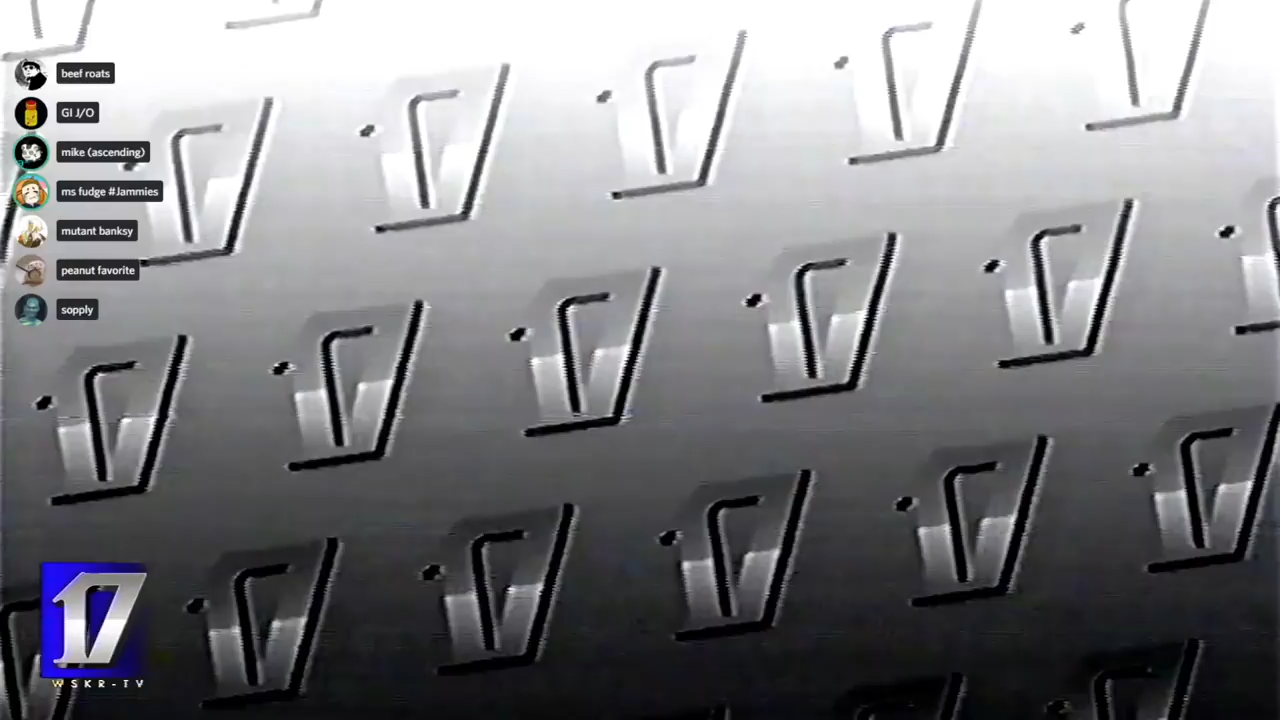 beef roats
GI J/O
mike (ascending)
ms fudge #Jammies
mutant banksy
peanut favorite
sopply
17
WSKR-TV